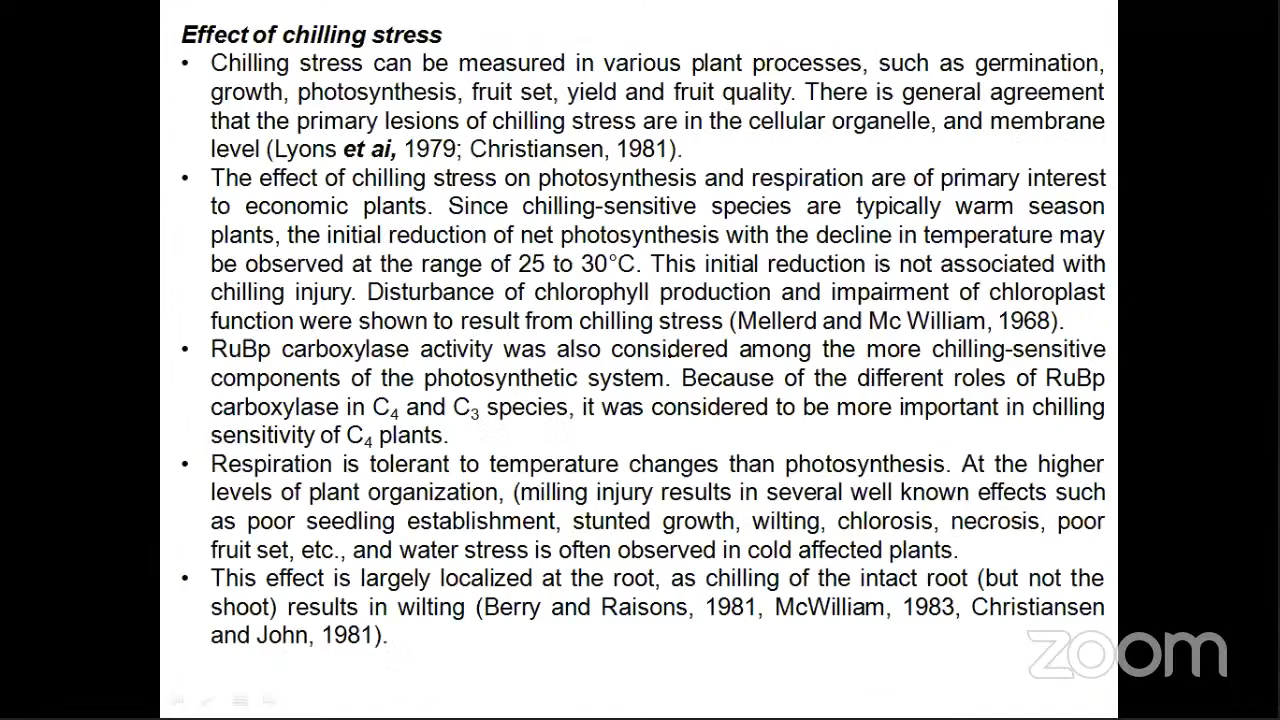 Effect of chilling stress
• Chilling stress can be measured in various plant processes, such as germination,
growth, photosynthesis, fruit set, yield and fruit quality. There is general agreement
that the primary lesions of chilling stress are in the cellular organelle, and membrane
level (Lyons et ai, 1979; Christiansen, 1981).
• The effect of chilling stress on photosynthesis and respiration are of primary interest
to economic plants. Since chilling-sensitive species are typically warm season
plants, the initial reduction of net photosynthesis with the decline in temperature may
be observed at the range of 25 to 30°C. This initial reduction is not associated with
chilling injury. Disturbance of chlorophyll production and impairment of chloroplast
function were shown to result from chilling stress (Mellerd and Mc William, 1968).
• RuBp carboxylase activity was also considered among the more chilling-sensitive
components of the photosynthetic system. Because of the different roles of RuBp
carboxylase in C₄ and C₃ species, it was considered to be more important in chilling
sensitivity of C₄ plants.
• Respiration is tolerant to temperature changes than photosynthesis. At the higher
levels of plant organization, (milling injury results in several well known effects such
as poor seedling establishment, stunted growth, wilting, chlorosis, necrosis, poor
fruit set, etc., and water stress is often observed in cold affected plants.
• This effect is largely localized at the root, as chilling of the intact root (but not the
shoot) results in wilting (Berry and Raisons, 1981, McWilliam, 1983, Christiansen
and John, 1981).
zoom